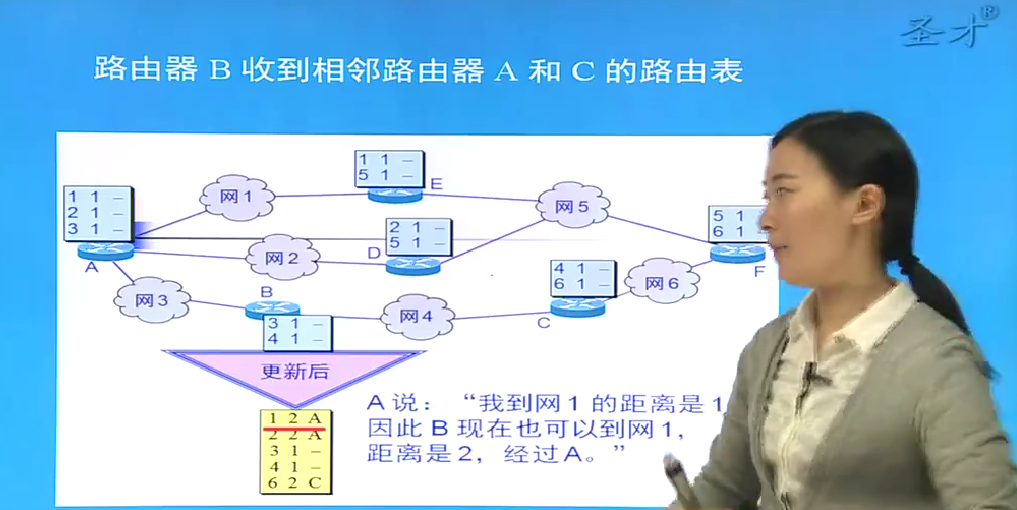 圣才®
路由器 B 收到相邻路由器 A 和 C 的路由表
1 1 –
5 1 –
E
网1
1 1 –
2 1 –
3 1 –
A
网5
2 1 –
5 1 –
D
网2
5 1
6 1
F
4 1 –
6 1 –
C
网6
网3
B
3 1 –
4 1 –
网4
更新后
1 2 A
2 2 A
3 1 –
4 1 –
6 2 C
A 说：“我到网 1 的距离是 1
因此 B 现在也可以到网 1，
距离是 2，经过 A。”